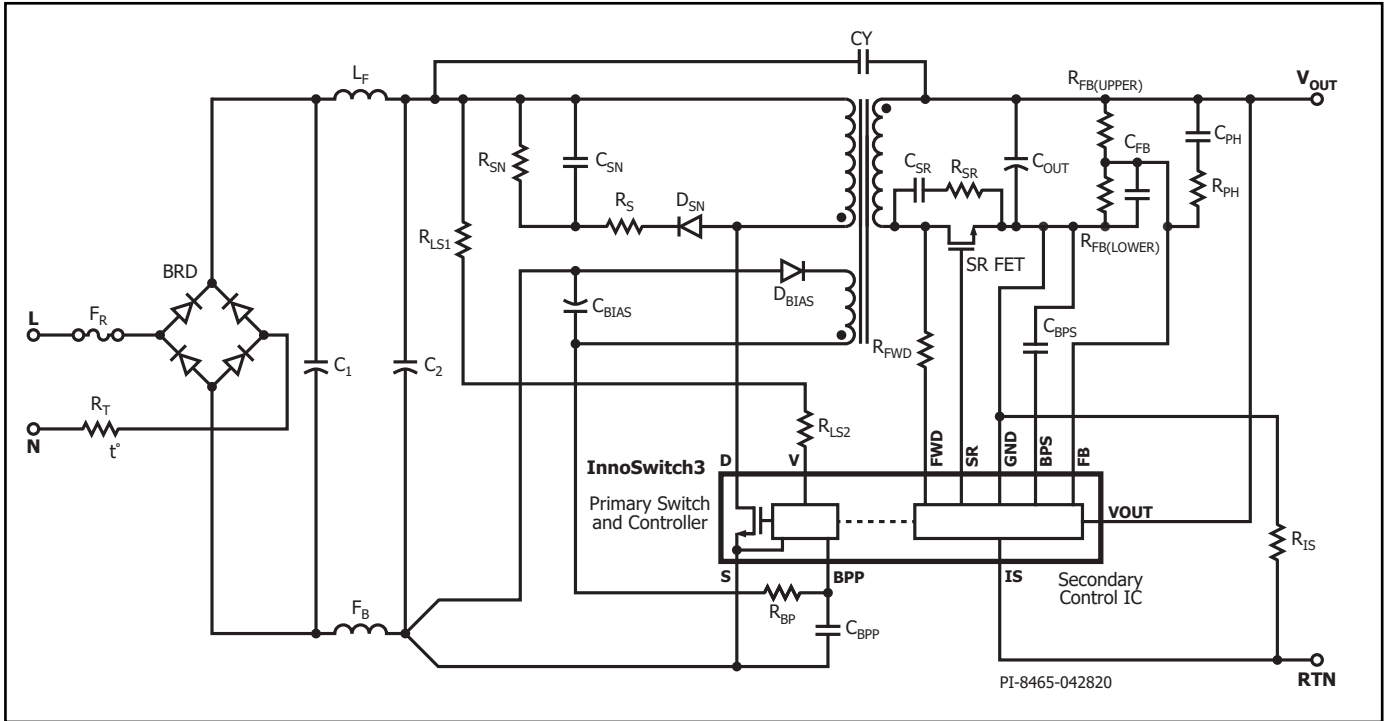 CY
L_F
R_FB(UPPER)
V_OUT
R_SN
C_SN
C_SR
R_SR
C_OUT
C_FB
C_PH
R_S
D_SN
R_PH
R_LS1
R_FB(LOWER)
SR FET
BRD
D_BIAS
L
F_R
C_BIAS
C_BPS
R_FWD
C_1
C_2
R_T
N
t°
R_LS2
D
V
FWD
SR
GND
BPS
FB
InnoSwitch3
Primary Switch
and Controller
VOUT
R_IS
S
BPP
IS
Secondary
Control IC
F_B
R_BP
C_BPP
PI-8465-042820
RTN